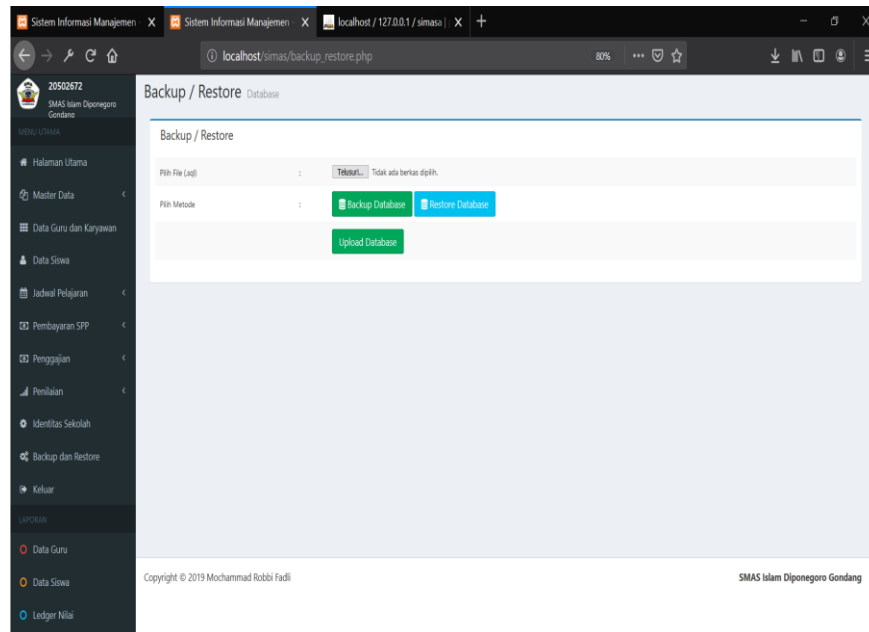 Sistem Informasi Manajemen
Sistem Informasi Manajemen
localhost / 127.0.0.1 / simasa |
localhost/simas/backup_restore.php
80%
20502672
SMAS Islam Diponegoro
Gondang
Backup / Restore Database
MENU UTAMA
Halaman Utama
Master Data
Data Guru dan Karyawan
Data Siswa
Jadwal Pelajaran
Pembayaran SPP
Penggajian
Penilaian
Identitas Sekolah
Backup dan Restore
Keluar
LAPORAN
Data Guru
Data Siswa
Ledger Nilai
Backup / Restore
Pilih File (.sql) : Telusuri... Tidak ada berkas dipilih.
Pilih Metode : Backup Database Restore Database
Upload Database
Copyright © 2019 Mochammad Robbi Fadli
SMAS Islam Diponegoro Gondang